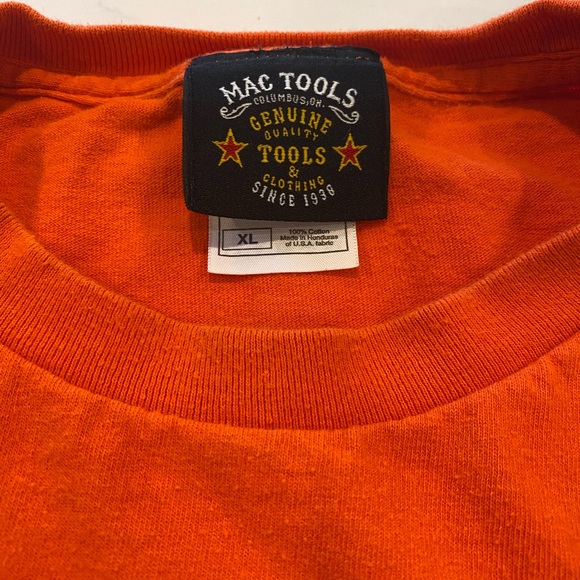 MAC TOOLS
COLUMBUS, OH.
GENUINE
QUALITY
TOOLS
&
CLOTHING
SINCE 1938
XL
100% Cotton
Made in Honduras
of U.S.A. fabric